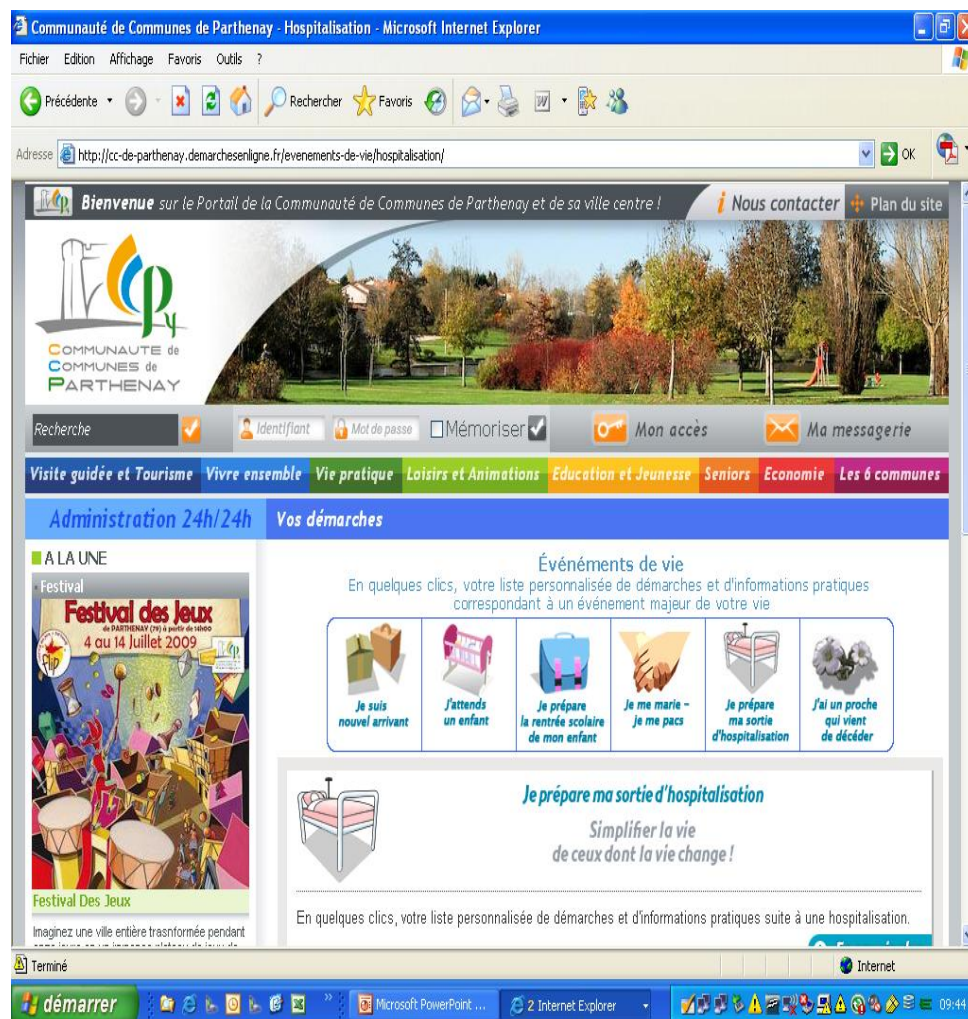 Communauté de Communes de Parthenay - Hospitalisation - Microsoft Internet Explorer
Fichier Edition Affichage Favoris Outils ?
Précédente Rechercher Favoris
Adresse http://cc-de-parthenay.demarchesenligne.fr/evenements-de-vie/hospitalisation/ OK
Bienvenue sur le Portail de la Communauté de Communes de Parthenay et de sa ville centre !
i Nous contacter Plan du site
CCPy
COMMUNAUTE de
COMMUNES de
PARTHENAY
Recherche Identifiant Mot de passe Mémoriser Mon accès Ma messagerie
Visite guidée et Tourisme Vivre ensemble Vie pratique Loisirs et Animations Education et Jeunesse Seniors Economie Les 6 communes
Administration 24h/24h Vos démarches
A LA UNE
Festival
Festival des Jeux
de PARTHENAY (79) à partir de 14h00
4 au 14 Juillet 2009
Flip
Festival Des Jeux
Imaginez une ville entière trasnformée pendant
Événéments de vie
En quelques clics, votre liste personnalisée de démarches et d'informations pratiques
correspondant à un événement majeur de votre vie
Je suis
nouvel arrivant
J'attends
un enfant
Je prépare
la rentrée scolaire
de mon enfant
Je me marie -
je me pacs
Je prépare
ma sortie
d'hospitalisation
J'ai un proche
qui vient
de décéder
Je prépare ma sortie d'hospitalisation
Simplifier la vie
de ceux dont la vie change !
En quelques clics, votre liste personnalisée de démarches et d'informations pratiques suite à une hospitalisation.
Terminé Internet
démarrer Microsoft PowerPoint ... 2 Internet Explorer 09:44